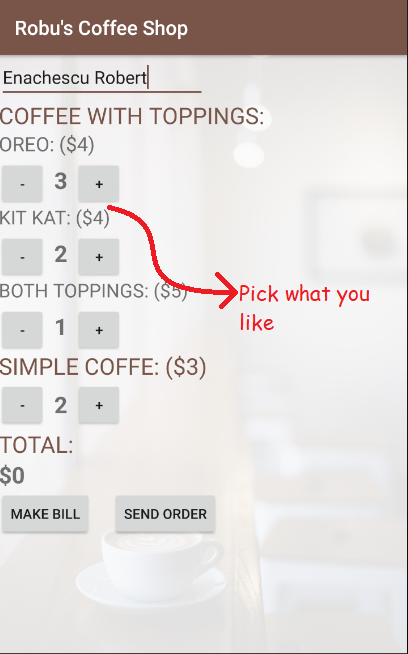 Robu's Coffee Shop
Enachescu Robert
COFFEE WITH TOPPINGS:
OREO: ($4)
- 3 +
KIT KAT: ($4)
- 2 +
BOTH TOPPINGS: ($5)
Pick what you
like
- 1 +
SIMPLE COFFE: ($3)
- 2 +
TOTAL:
$0
MAKE BILL SEND ORDER